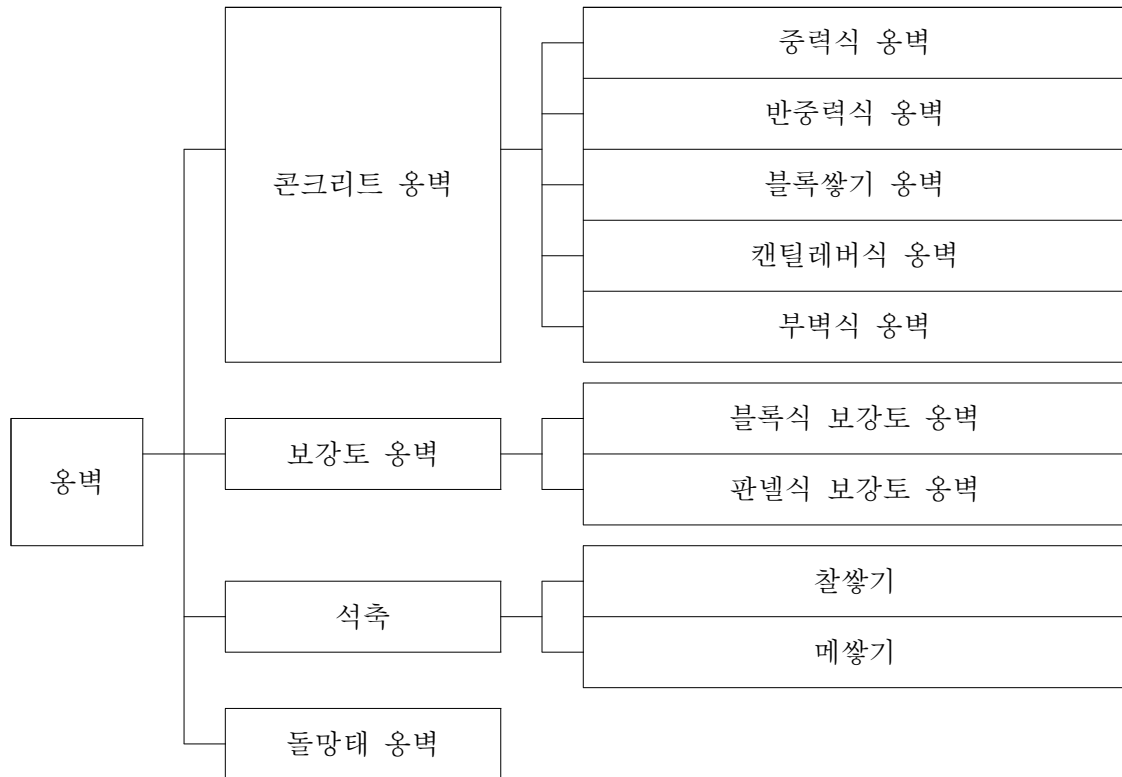 옹벽
콘크리트 옹벽
중력식 옹벽
반중력식 옹벽
블록쌓기 옹벽
캔틸레버식 옹벽
부벽식 옹벽
보강토 옹벽
블록식 보강토 옹벽
판넬식 보강토 옹벽
석축
찰쌓기
메쌓기
돌망태 옹벽